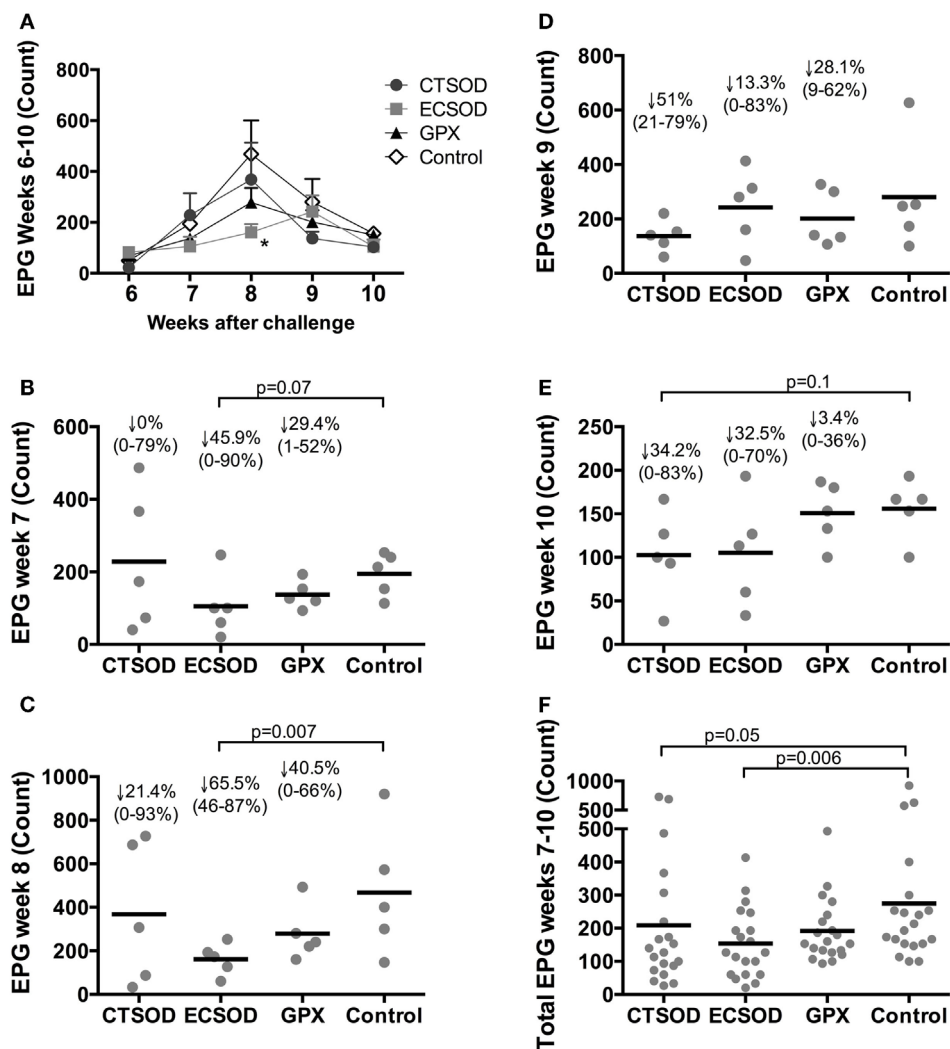 A
EPG Weeks 6-10 (Count)
800
600
400
200
0
6 7 8 9 10
Weeks after challenge
CTSOD
ECSOD
GPX
Control
*
B
EPG week 7 (Count)
600
400
200
0
p=0.07
↓0%
(0-79%)
↓45.9%
(0-90%)
↓29.4%
(1-52%)
CTSOD ECSOD GPX Control
C
EPG week 8 (Count)
1000
800
600
400
200
0
p=0.007
↓21.4%
(0-93%)
↓65.5%
(46-87%)
↓40.5%
(0-66%)
CTSOD ECSOD GPX Control
D
EPG week 9 (Count)
800
600
400
200
0
↓51%
(21-79%)
↓13.3%
(0-83%)
↓28.1%
(9-62%)
CTSOD ECSOD GPX Control
E
EPG week 10 (Count)
250
200
150
100
50
0
p=0.1
↓34.2%
(0-83%)
↓32.5%
(0-70%)
↓3.4%
(0-36%)
CTSOD ECSOD GPX Control
F
Total EPG weeks 7-10 (Count)
1000
500
500
400
300
200
100
0
p=0.05
p=0.006
CTSOD ECSOD GPX Control